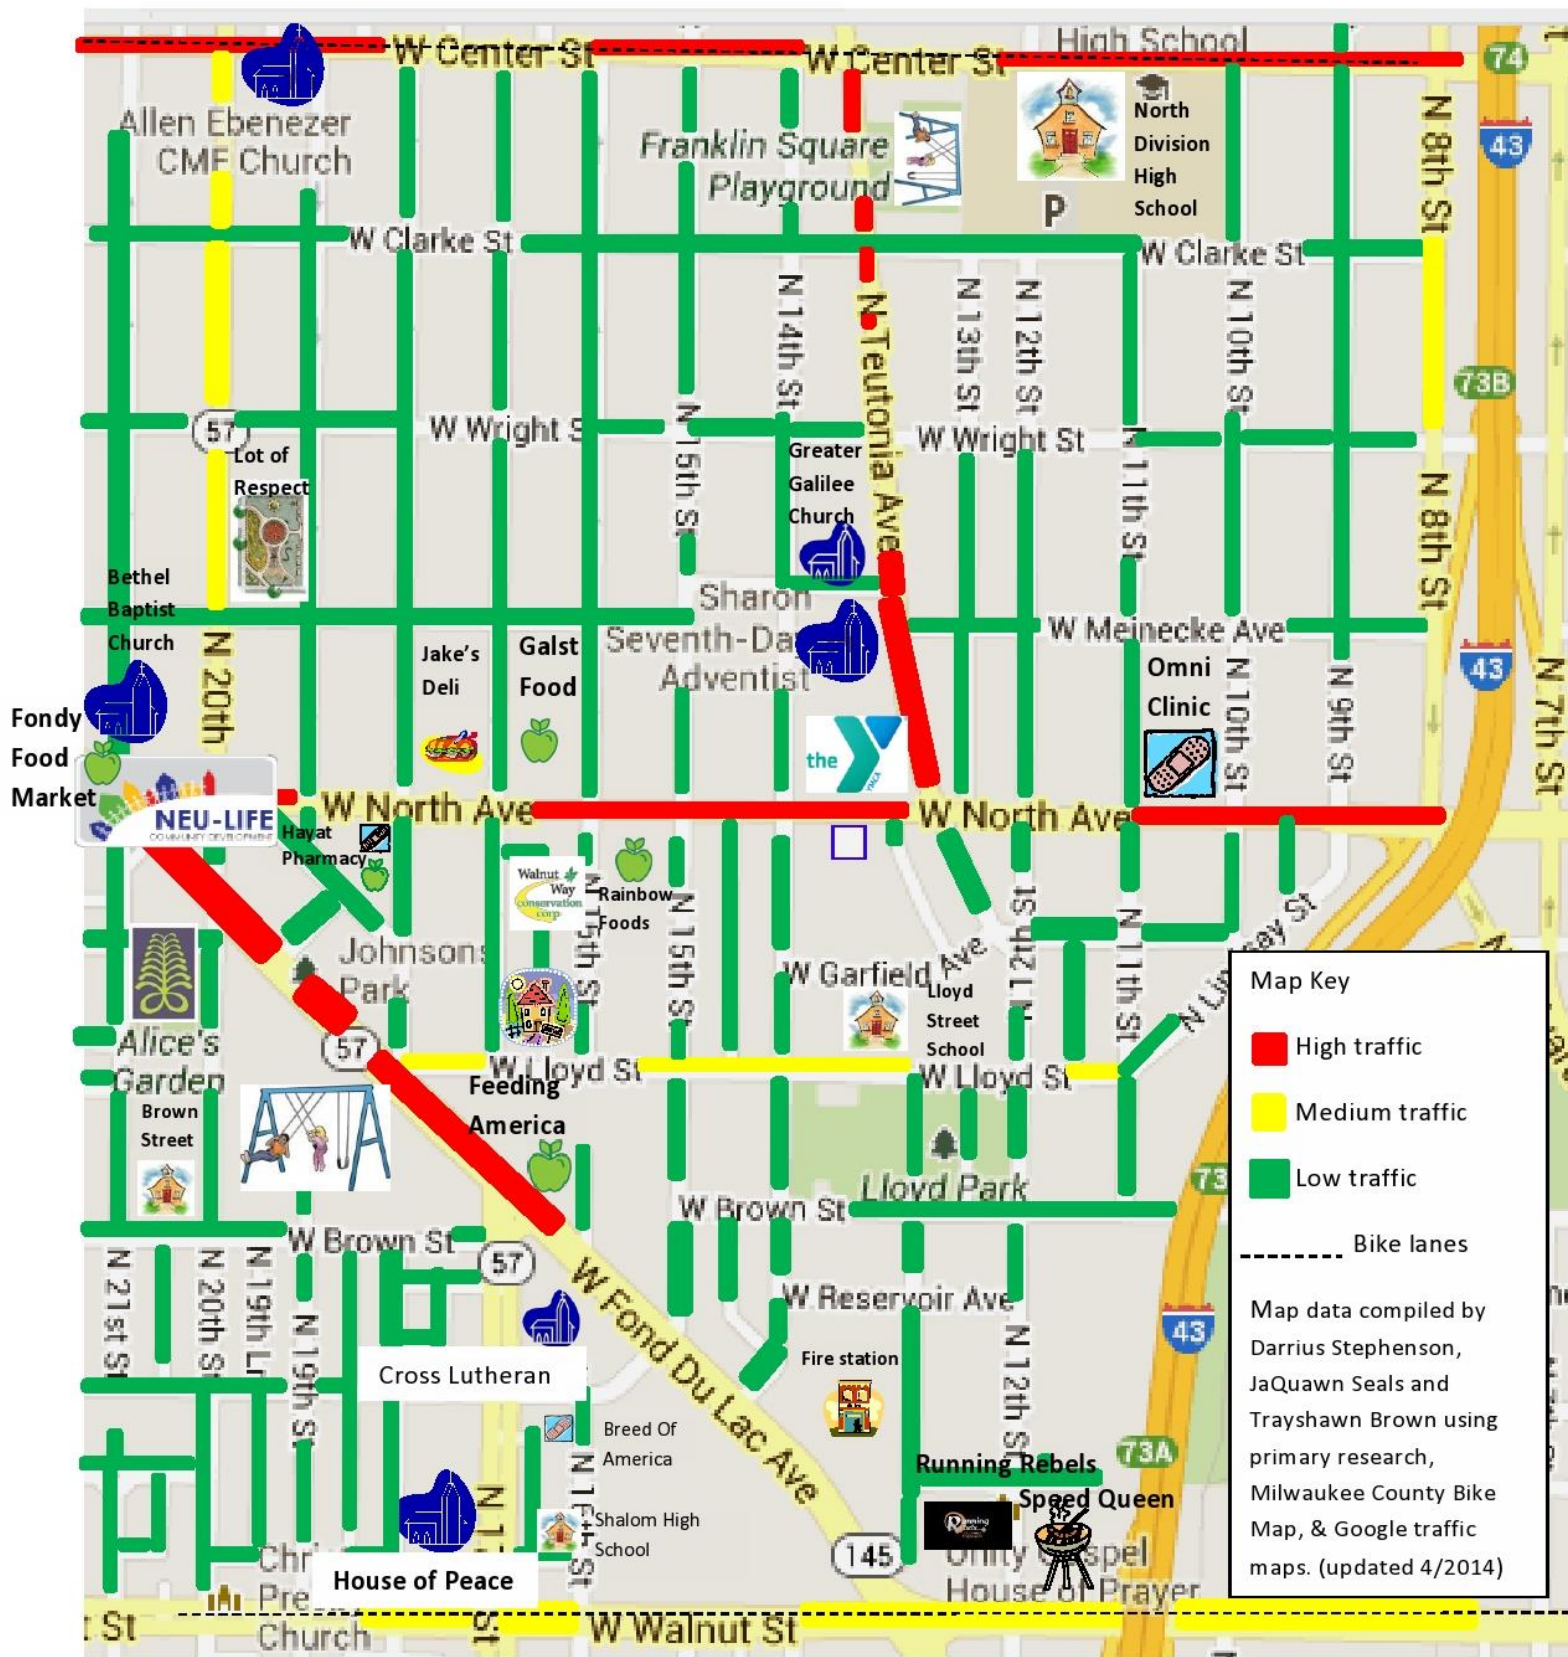 High School
W Center St
W Center St
74
Allen Ebenezer
CME Church
Franklin Square
Playground
North
Division
High
School
P
N 8th St
43
W Clarke St
W Clarke St
N 14th St
N Teutonia Ave
N 13th St
N 12th St
N 10th St
73B
57
W Wright S
W Wright St
N 15th St
N 11th St
N 8th St
Lot of
Respect
Greater
Galilee
Church
Bethel
Baptist
Church
Sharon
Seventh-Da
Adventist
W Meinecke Ave
N 20th
Jake's
Deli
Galst
Food
Omni
Clinic
N 10th St
N 9th St
43
N 7th St
Fondy
Food
Market
the
YMCA
NEU-LIFE
COMMUNITY DEVELOPMENT
W North Ave
W North Ave
Hayat
Pharmacy
Walnut
Way
conservation
corp
Rainbow
Foods
N 15th St
N 11th St
Johnsons
Park
W Garfield Ave
Lloyd
Street
School
57
Alice's
Garden
W Lloyd St
W Lloyd St
Feeding
America
Brown
Street
Lloyd Park
73
W Brown St
W Brown St
57
N 21st St
N 20th St
N 19th Ln
N 19th St
W Fond Du Lac Ave
W Reservoir Ave
N 12th St
43
Cross Lutheran
Fire station
Breed Of
America
73A
Running Rebels
Speed Queen
Shalom High
School
145
Unity Gospel
House of Prayer
House of Peace
Church
t St
W Walnut St
Map Key
High traffic
Medium traffic
Low traffic
Bike lanes
Map data compiled by
Darrius Stephenson,
JaQuawn Seals and
Trayshawn Brown using
primary research,
Milwaukee County Bike
Map, & Google traffic
maps. (updated 4/2014)